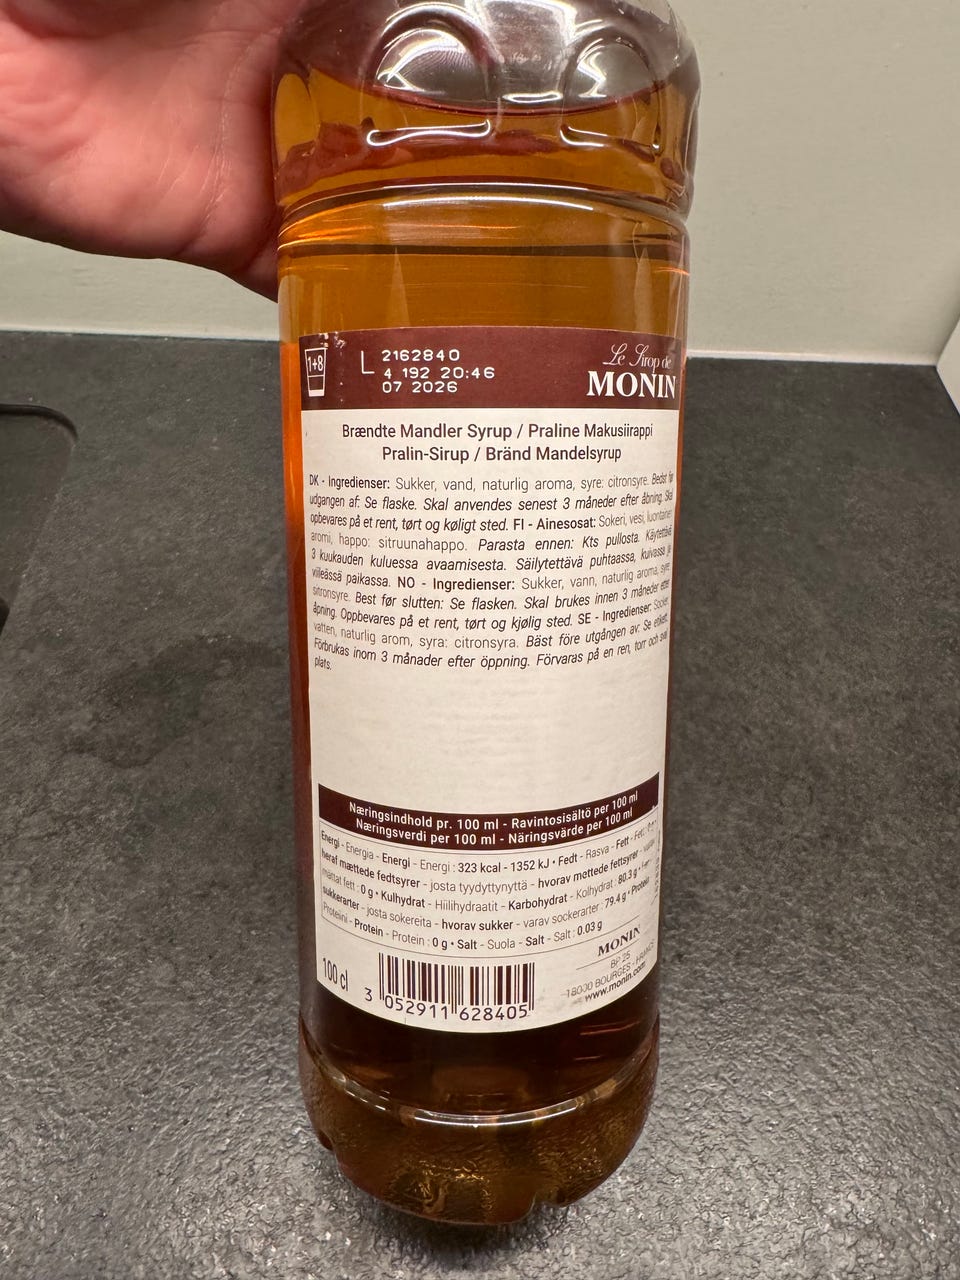 1+8
L 2162840
4 192 20:46
07 2026
Le Sirop de
MONIN
Brændte Mandler Syrup / Praline Makusiirappi
Pralin-Sirup / Bränd Mandelsyrup
DK - Ingredienser: Sukker, vand, naturlig aroma, syre: citronsyre. Bedst før
udgangen af: Se flaske. Skal anvendes senest 3 måneder efter åbning. Skal
opbevares på et rent, tørt og køligt sted. FI - Ainesosat: Sokeri, vesi, luontainen
aromi, happo: sitruunahappo. Parasta ennen: Kts pullosta. Käytettävä
3 kuukauden kuluessa avaamisesta. Säilytettävä puhtaassa, kuivassa ja
viileässä paikassa. NO - Ingredienser: Sukker, vann, naturlig aroma, syre:
sitronsyre. Best før slutten: Se flasken. Skal brukes innen 3 måneder etter
åpning. Oppbevares på et rent, tørt og kjølig sted. SE - Ingredienser: Socker,
vatten, naturlig arom, syra: citronsyra. Bäst före utgången av: Se etikett.
Förbrukas inom 3 månader efter öppning. Förvaras på en ren, torr och sval
plats.
Næringsindhold pr. 100 ml - Ravintosisältö per 100 ml
Næringsverdi per 100 ml - Näringsvärde per 100 ml
Energi - Energia - Energi - Energi : 323 kcal - 1352 kJ • Fedt - Rasva - Fett - Fett :
heraf mættede fedtsyrer - josta tyydyttynyttä - hvorav mettede fettsyrer -
mättat fett : 0 g • Kulhydrat - Hiilihydraatit - Karbohydrat - Kolhydrat : 80.3 g •
sukkerarter - josta sokereita - hvorav sukker - varav sockerarter : 79.4 g • Protein
Proteiini - Protein - Protein : 0 g • Salt - Suola - Salt - Salt : 0.03 g
MONIN
BP 25
18000 BOURGES - FRANCE
www.monin.com
100 cl
3 052911 628405